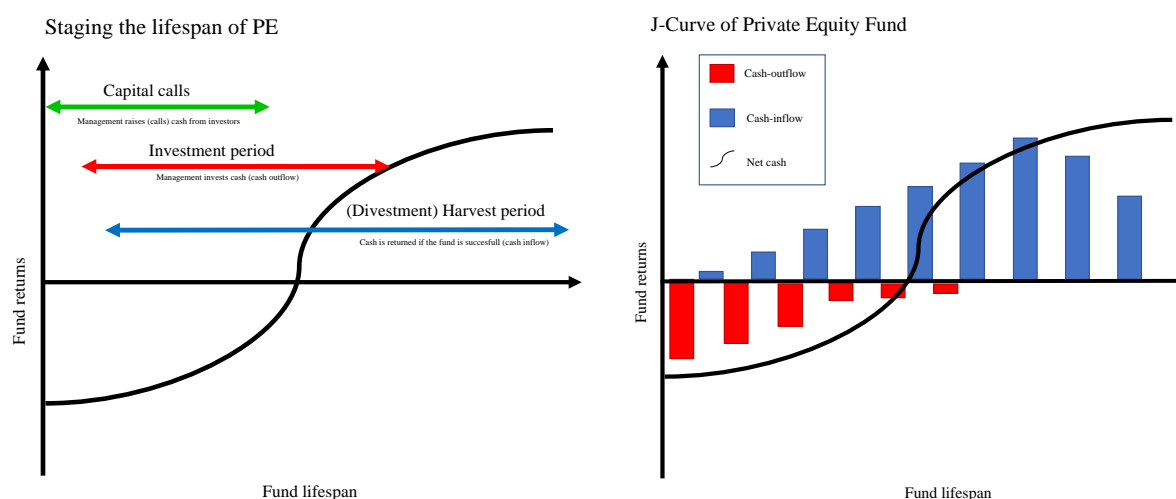 Staging the lifespan of PE
Capital calls
Management raises (calls) cash from investors
Investment period
Management invests cash (cash outflow)
(Divestment) Harvest period
Cash is returned if the fund is succesfull (cash inflow)
Fund returns
Fund lifespan
J-Curve of Private Equity Fund
Cash-outflow
Cash-inflow
Net cash
Fund returns
Fund lifespan